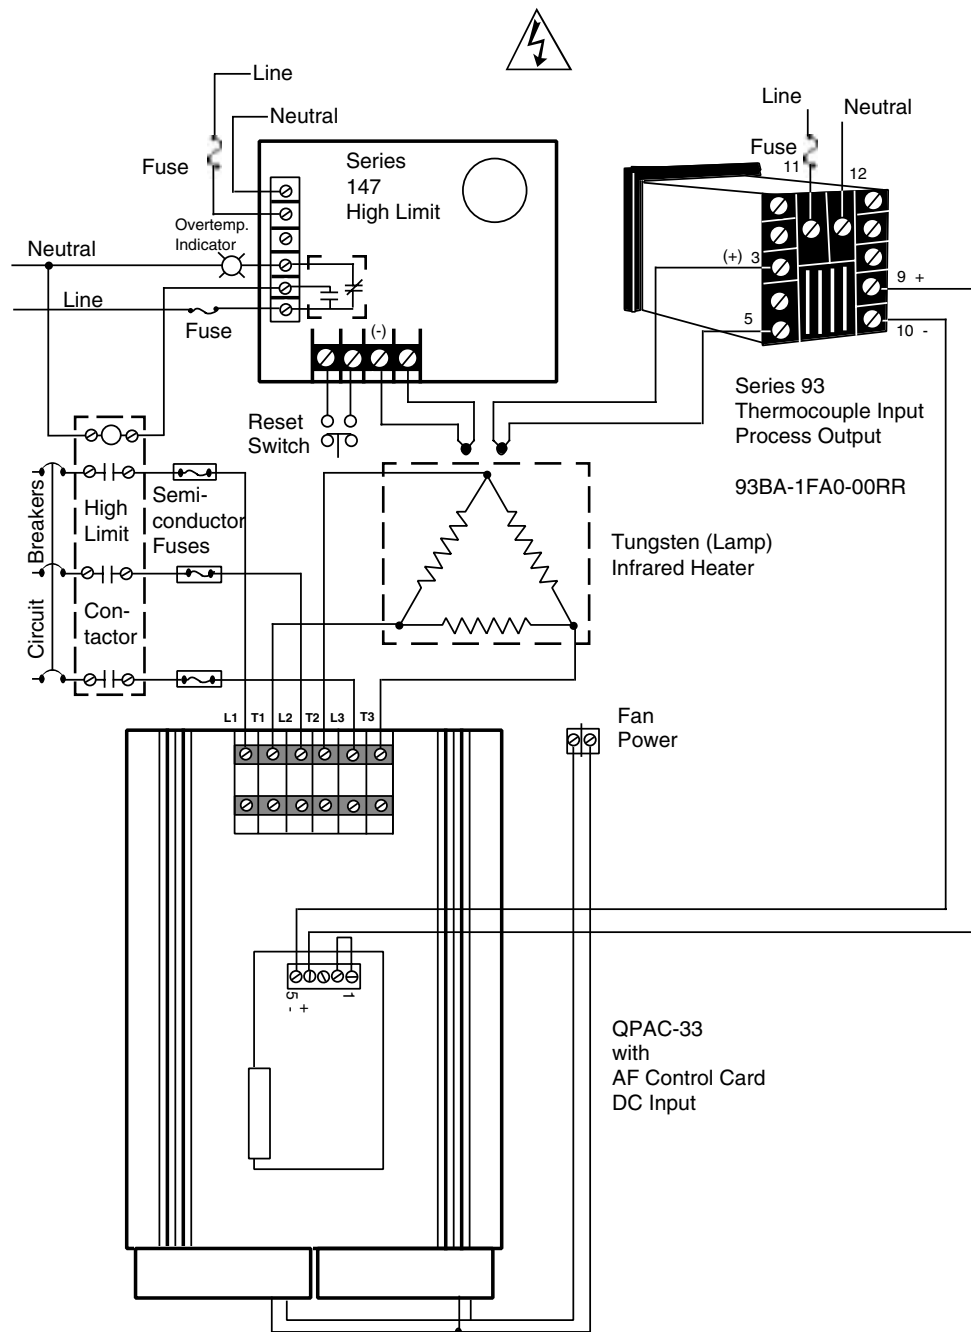 Line
Neutral
Fuse
Series
147
High Limit
Overtemp.
Indicator
Neutral
Line
Fuse
(-)
Reset
Switch
Line
Neutral
Fuse
11
12
(+) 3
5
9 +
10 -
Series 93
Thermocouple Input
Process Output
93BA-1FA0-00RR
Circuit Breakers
High
Limit
Con-
tactor
Semi-
conductor
Fuses
Tungsten (Lamp)
Infrared Heater
L1 T1 L2 T2 L3 T3
Fan
Power
5 1
- +
QPAC-33
with
AF Control Card
DC Input